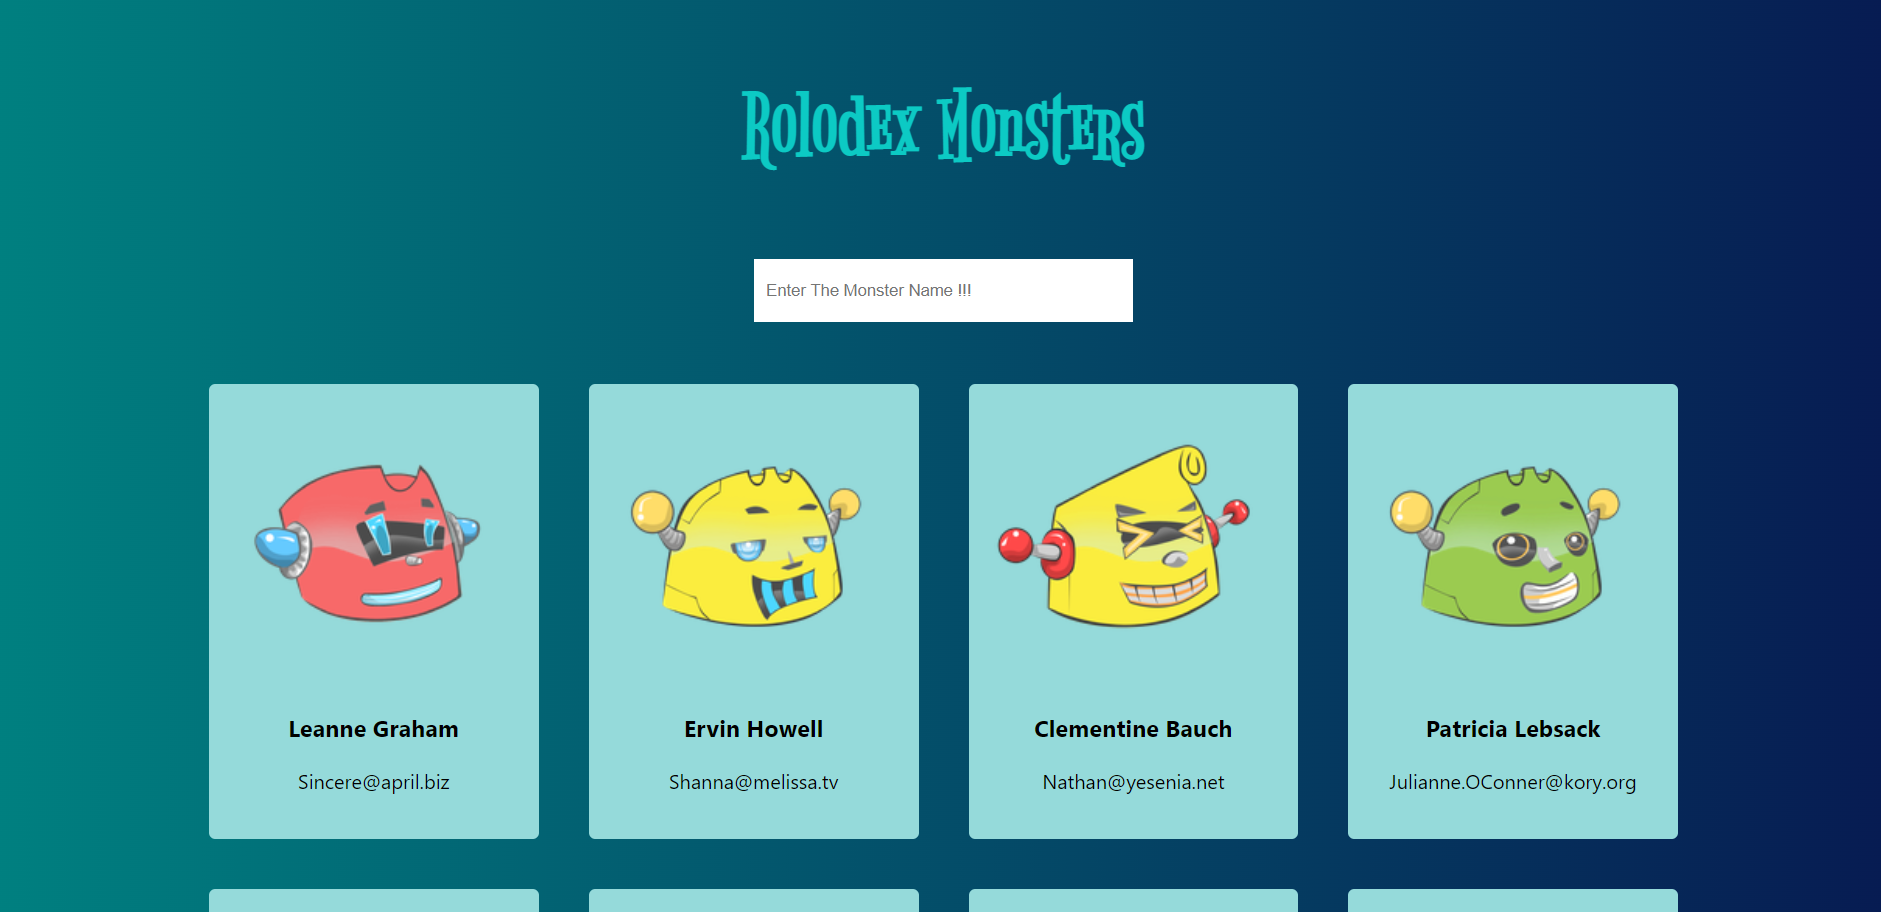 Rolodex Monsters
Enter The Monster Name !!!
Leanne Graham
Sincere@april.biz
Ervin Howell
Shanna@melissa.tv
Clementine Bauch
Nathan@yesenia.net
Patricia Lebsack
Julianne.OConner@kory.org